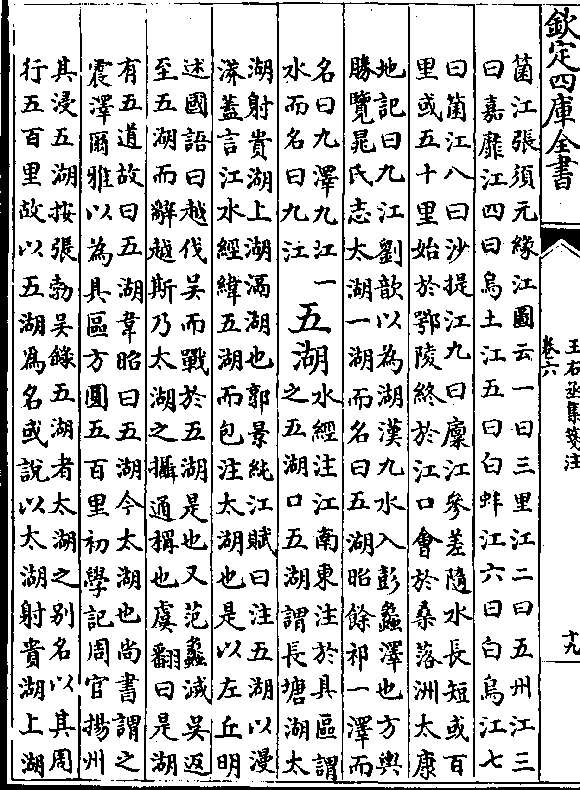 欽定四庫全書
王右丞集箋注
卷六
十九
箘江張須元緣江圖云一曰三里江二曰五州江三
曰嘉靡江四曰烏土江五曰白蚌江六曰白烏江七
曰箘江八曰沙提江九曰廩江參差隨水長短或百
里或五十里始於鄂陵終於江口會於桑落洲太康
地記曰九江劉歆以為湖漢九水入彭蠡澤也方輿
勝覽晁氏志太湖一湖而名曰五湖昭餘祁一澤而
名曰九澤九江一
水而名曰九江
五湖
水經注江南東注於具區謂
之五湖口五湖謂長塘湖太
湖射貴湖上湖滆湖也郭景純江賦曰注五湖以漫
漭蓋言江水經緯五湖而包注太湖也是以左丘明
述國語曰越伐吳而戰於五湖是也又范蠡滅吳返
至五湖而辭越斯乃太湖之攝通稱也虞翻曰是湖
有五道故曰五湖韋昭曰五湖今太湖也尚書謂之
震澤爾雅以為具區方圓五百里初學記周官揚州
其浸五湖按張勃吳錄五湖者太湖之别名以其周
行五百里故以五湖為名或說以太湖射貴湖上湖